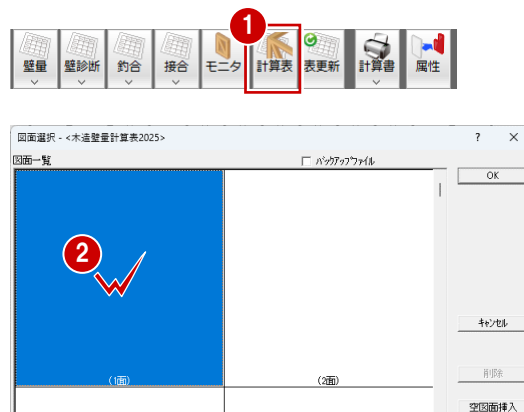 1
壁量 壁診断 釣合 接合 モニタ 計算表 表更新 計算書 属性
図面選択 - <木造壁量計算表2025> ? ×
図面一覧 バックアップファイル
OK
2
キャンセル
(1面) (2面) 削除
空図面挿入